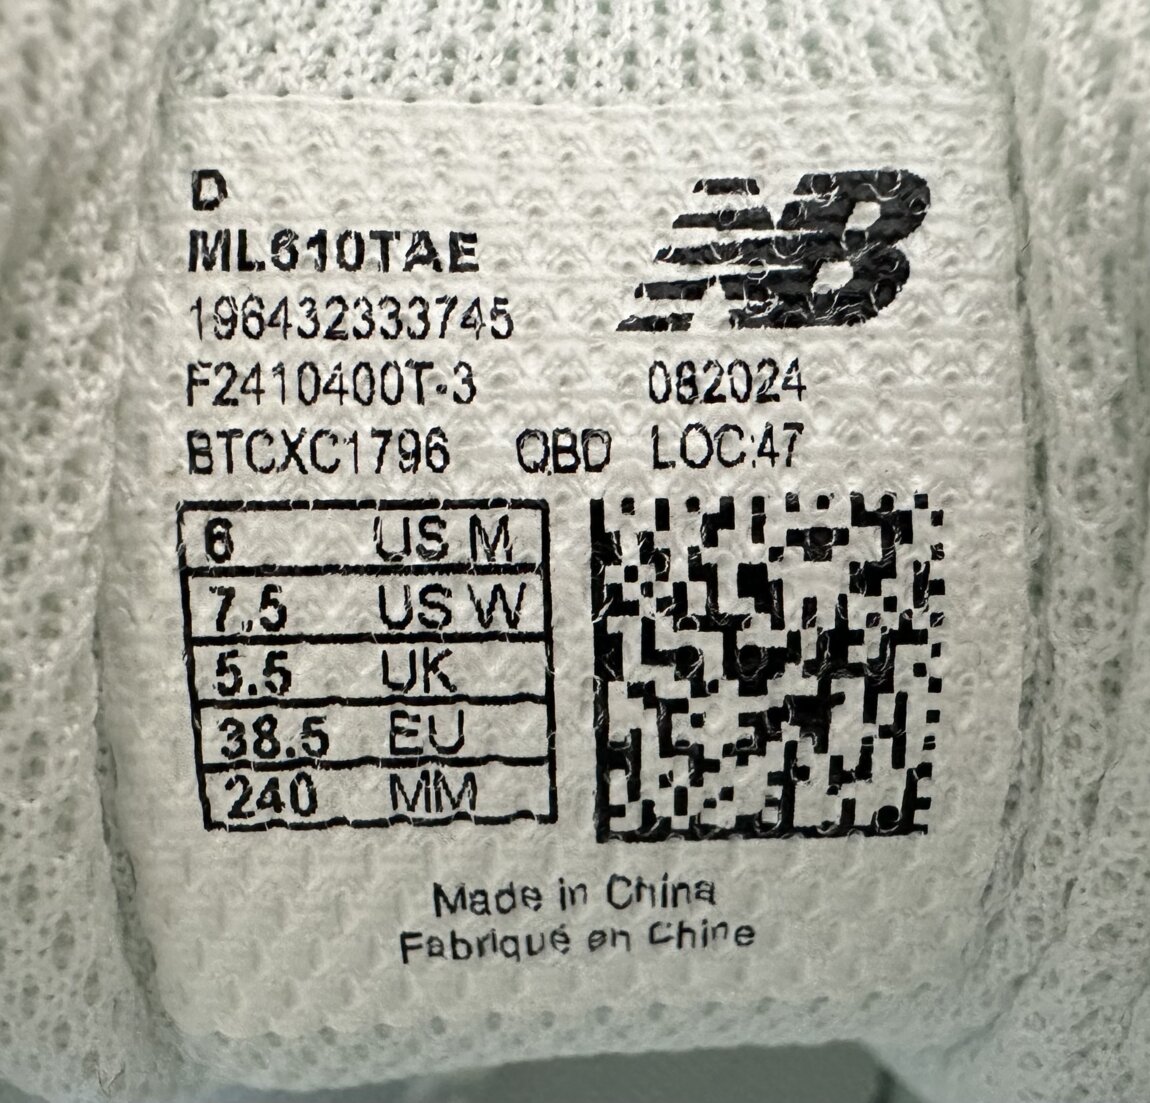 D
ML610TAE
196432333745
F2410400T-3 082024
BTCXC1796 QBD LOC:47
6 US M
7.5 US W
5.5 UK
38.5 EU
240 MM
Made in China
Fabriqué en Chine